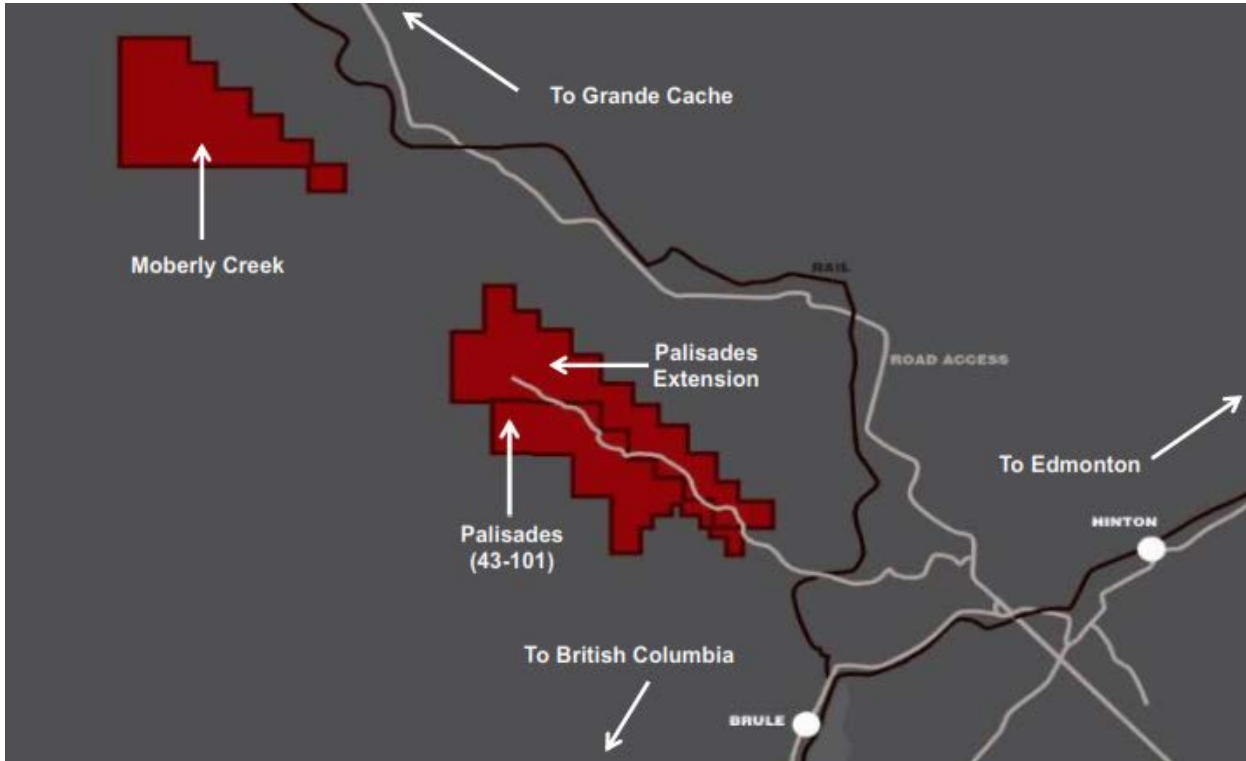 To Grande Cache
Moberly Creek
RAIL
Palisades
Extension
ROAD ACCESS
To Edmonton
Palisades
(43-101)
HINTON
To British Columbia
BRULE